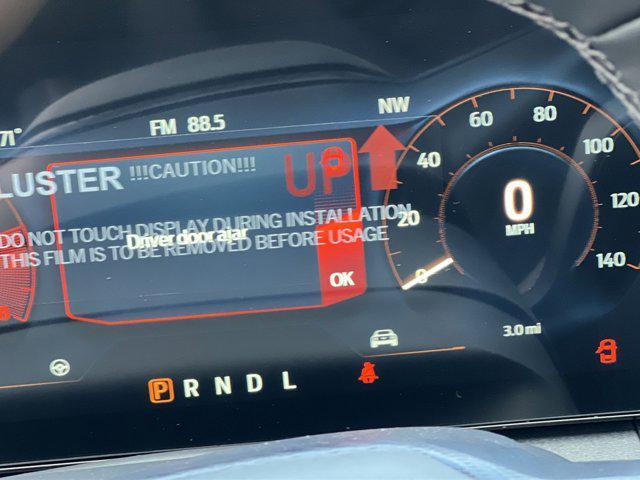 71°
FM 88.5
NW
LUSTER !!!CAUTION!!! UP
DO NOT TOUCH DISPLAY DURING INSTALLATION
Driver door ajar
THIS FILM IS TO BE REMOVED BEFORE USAGE
OK
0 20 40 60 80 100 120 140
0
MPH
3.0 mi
P R N D L